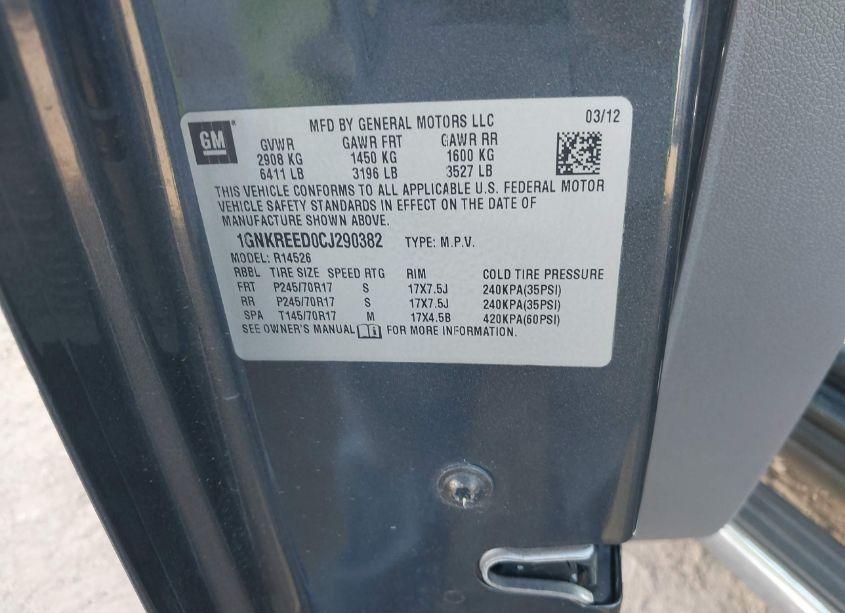 GM
MFD BY GENERAL MOTORS LLC 03/12
GVWR GAWR FRT GAWR RR
2908 KG 1450 KG 1600 KG
6411 LB 3196 LB 3527 LB
THIS VEHICLE CONFORMS TO ALL APPLICABLE U.S. FEDERAL MOTOR
VEHICLE SAFETY STANDARDS IN EFFECT ON THE DATE OF
MANUFACTURE SHOWN ABOVE.
1GNKREED0CJ290382 TYPE: M.P.V.
MODEL: R14526
RBBL TIRE SIZE SPEED RTG RIM COLD TIRE PRESSURE
FRT P245/70R17 S 17X7.5J 240KPA(35PSI)
RR P245/70R17 S 17X7.5J 240KPA(35PSI)
SPA T145/70R17 M 17X4.5B 420KPA(60PSI)
SEE OWNER'S MANUAL FOR MORE INFORMATION.